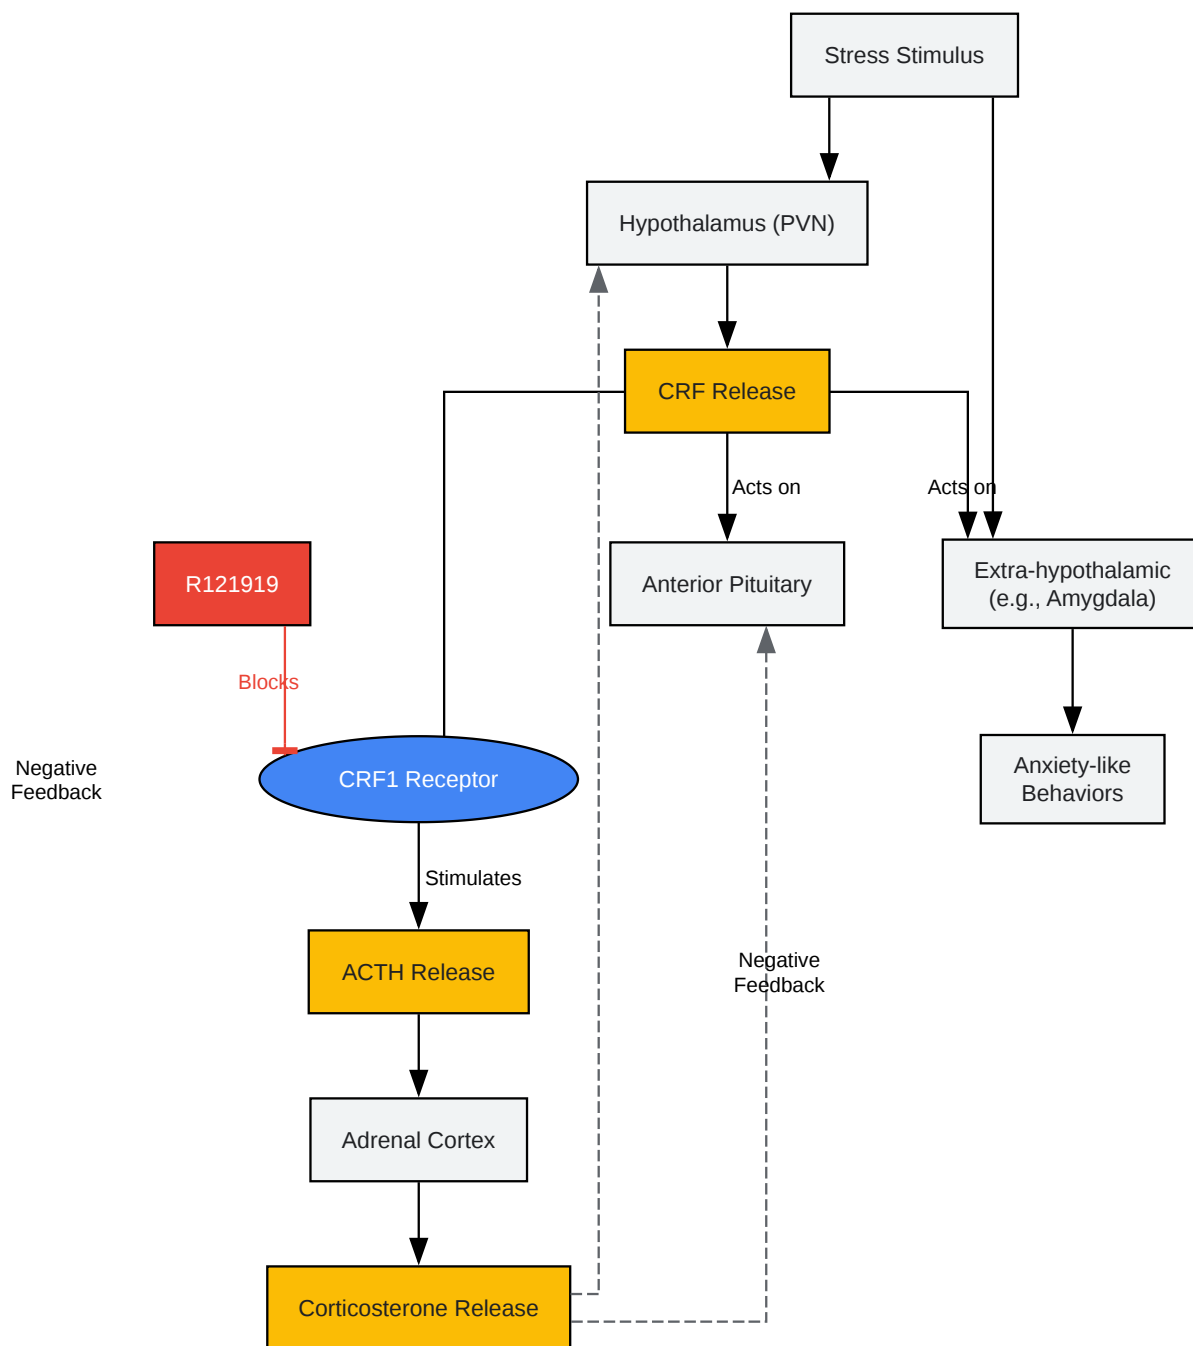 Stress Stimulus
Hypothalamus (PVN)
CRF Release
Acts on
Acts on
R121919
Anterior Pituitary
Extra-hypothalamic
(e.g., Amygdala)
Blocks
Negative
Feedback
CRF1 Receptor
Anxiety-like
Behaviors
Stimulates
ACTH Release
Negative
Feedback
Adrenal Cortex
Corticosterone Release